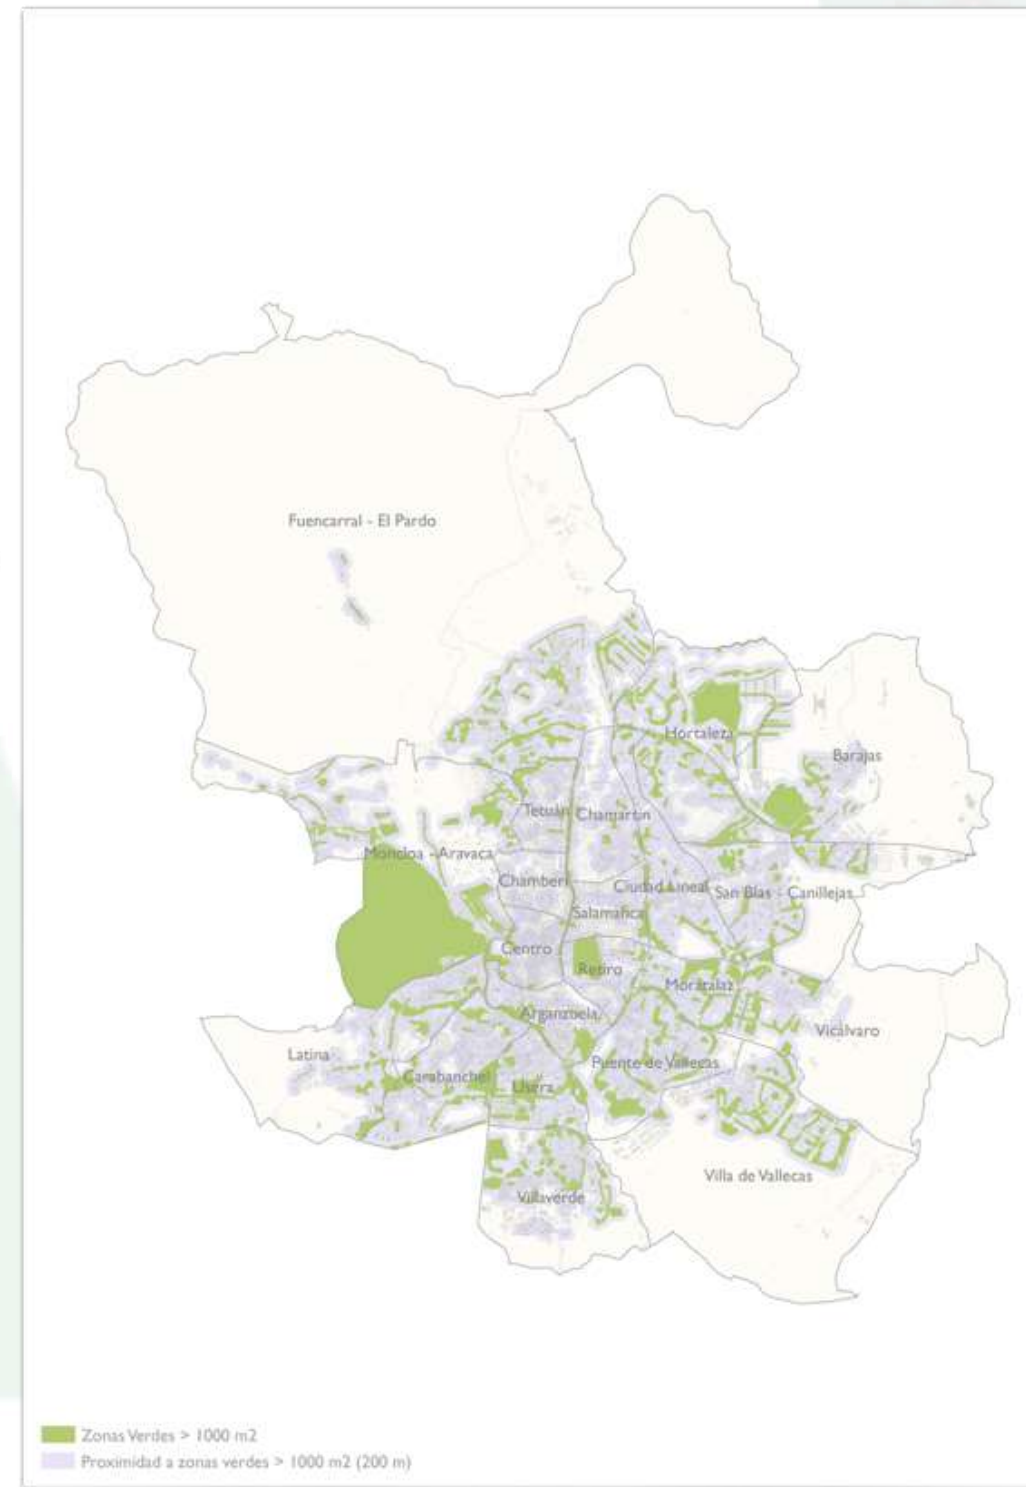 Fuencarral - El Pardo
Hortaleza
Barajas
Tetuán
Chamartín
Moncloa - Aravaca
Chamberí
Ciudad Lineal
San Blas - Canillejas
Salamanca
Centro
Retiro
Moratalaz
Arganzuela
Vicálvaro
Latina
Puente de Vallecas
Carabanchel
Usera
Villa de Vallecas
Villaverde
Zonas Verdes > 1000 m2
Proximidad a zonas verdes > 1000 m2 (200 m)